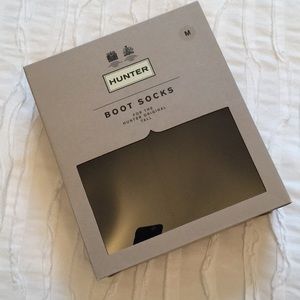 M
HUNTER
BOOT SOCKS
FOR THE
HUNTER ORIGINAL
TALL